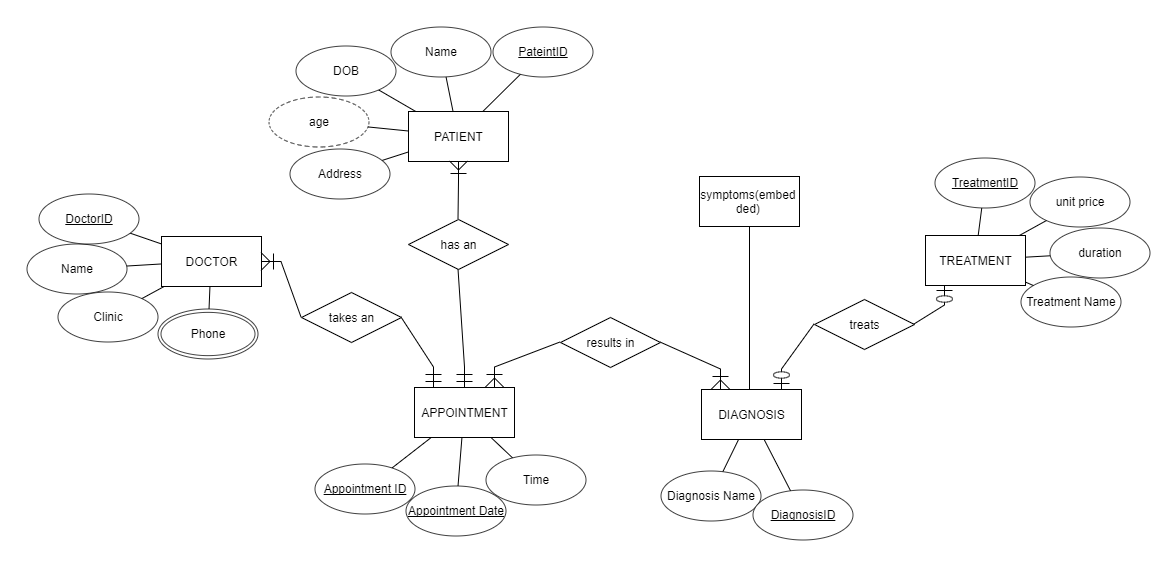 Name
PateintID
DOB
age
PATIENT
Address
TreatmentID
symptoms(embed
ded)
unit price
DoctorID
has an
duration
Name
DOCTOR
TREATMENT
Treatment Name
Clinic
takes an
treats
Phone
results in
APPOINTMENT
DIAGNOSIS
Time
Appointment ID
Diagnosis Name
Appointment Date
DiagnosisID